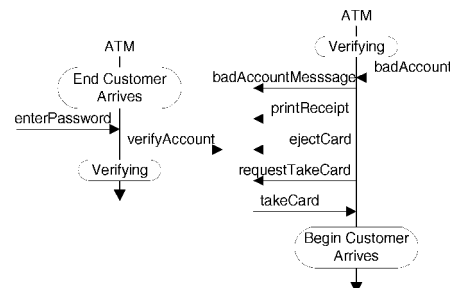 ATM
End Customer
Arrives
enterPassword
verifyAccount
Verifying
ATM
Verifying
badAccount
badAccountMesssage
printReceipt
ejectCard
requestTakeCard
takeCard
Begin Customer
Arrives